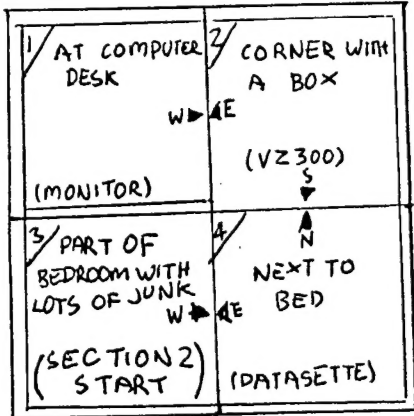 1 AT COMPUTER
DESK
W E
(MONITOR)
2 CORNER WITH
A BOX
(VZ300)
S
3 PART OF
BEDROOM WITH
LOTS OF JUNK
W E
(SECTION 2
START)
4
N
NEXT TO
BED
(DATASETTE)